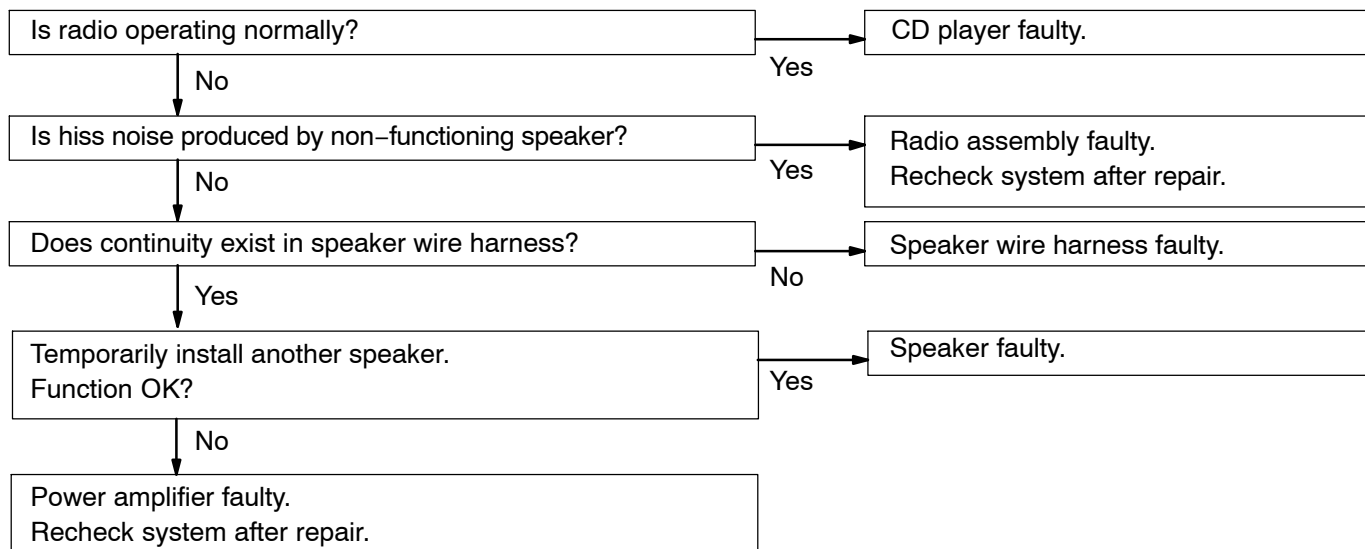 Is radio operating normally?
CD player faulty.
Yes
No
Is hiss noise produced by non−functioning speaker?
Radio assembly faulty.
Recheck system after repair.
Yes
No
Does continuity exist in speaker wire harness?
Speaker wire harness faulty.
No
Yes
Temporarily install another speaker.
Function OK?
Speaker faulty.
Yes
No
Power amplifier faulty.
Recheck system after repair.